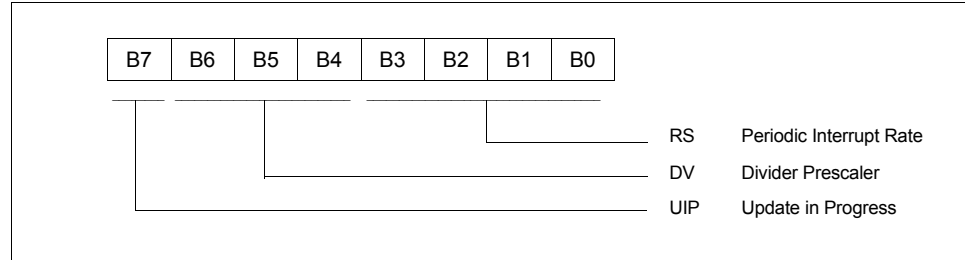 B7 B6 B5 B4 B3 B2 B1 B0
RS Periodic Interrupt Rate
DV Divider Prescaler
UIP Update in Progress